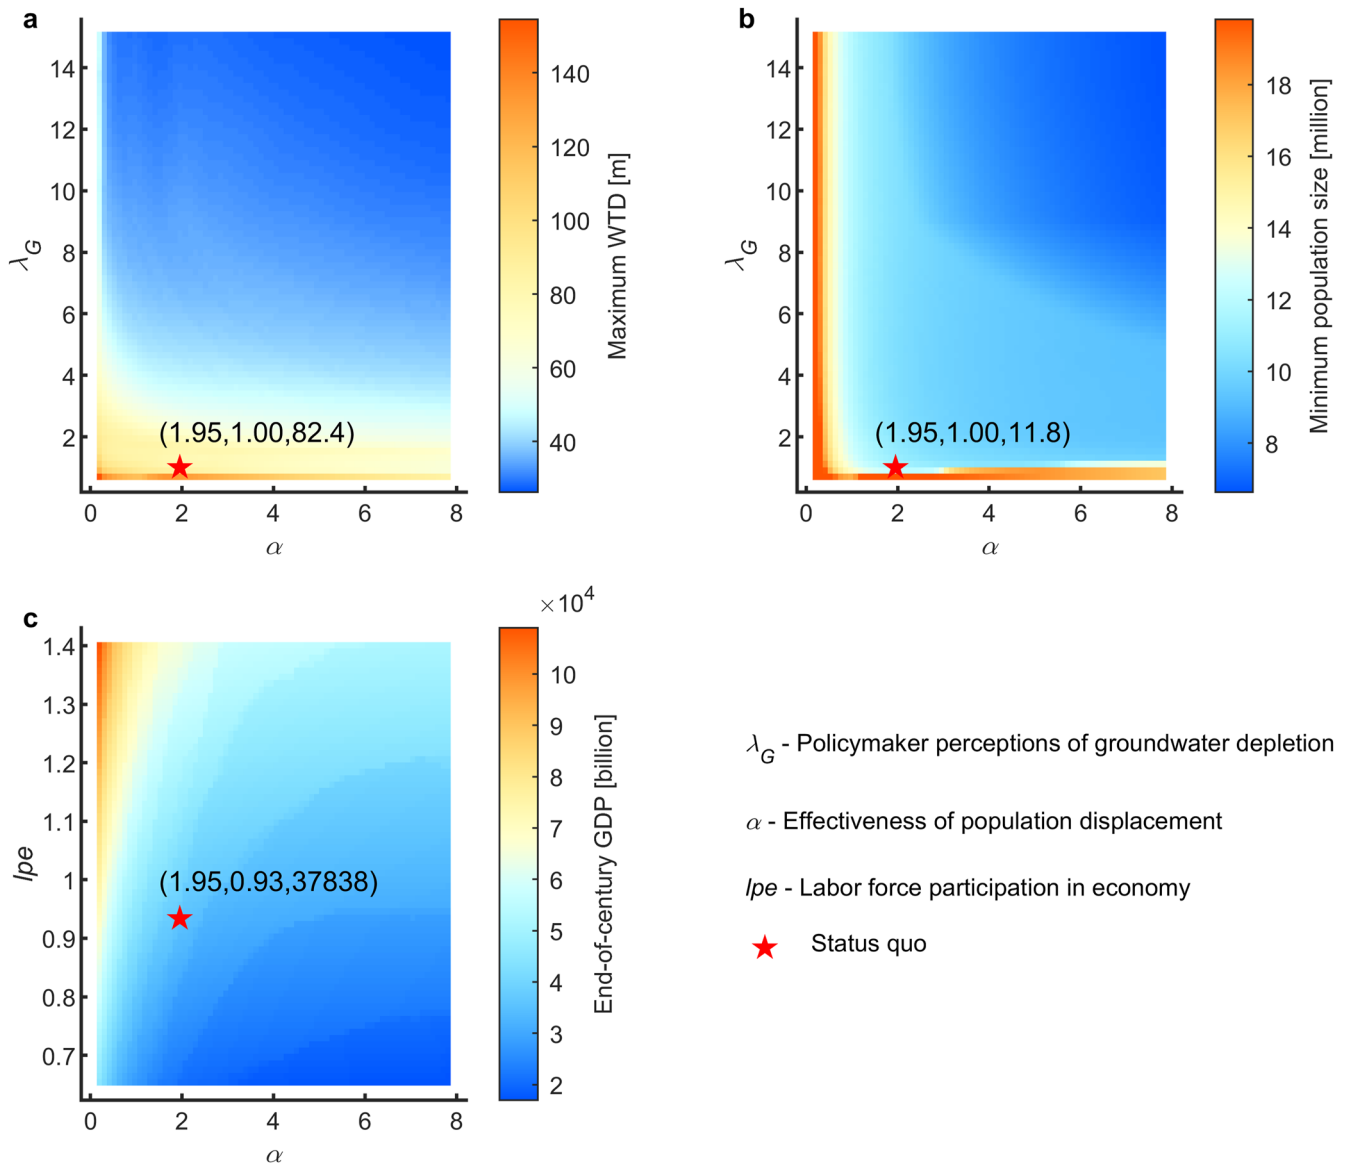 a
14
12
10
8
6
4
2
0 2 4 6 8
λG
α
(1.95,1.00,82.4)
140
120
100
80
60
40
Maximum WTD [m]
b
14
12
10
8
6
4
2
0 2 4 6 8
λG
α
(1.95,1.00,11.8)
18
16
14
12
10
8
Minimum population size [million]
c
1.4
1.3
1.2
1.1
1
0.9
0.8
0.7
0 2 4 6 8
lpe
α
(1.95,0.93,37838)
×10⁴
10
9
8
7
6
5
4
3
2
End-of-century GDP [billion]
λG - Policymaker perceptions of groundwater depletion
α - Effectiveness of population displacement
lpe - Labor force participation in economy
Status quo